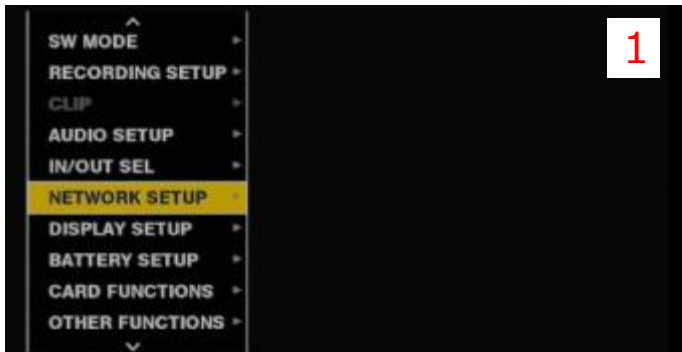 SW MODE
RECORDING SETUP
CLIP
AUDIO SETUP
IN/OUT SEL
NETWORK SETUP
DISPLAY SETUP
BATTERY SETUP
CARD FUNCTIONS
OTHER FUNCTIONS
1